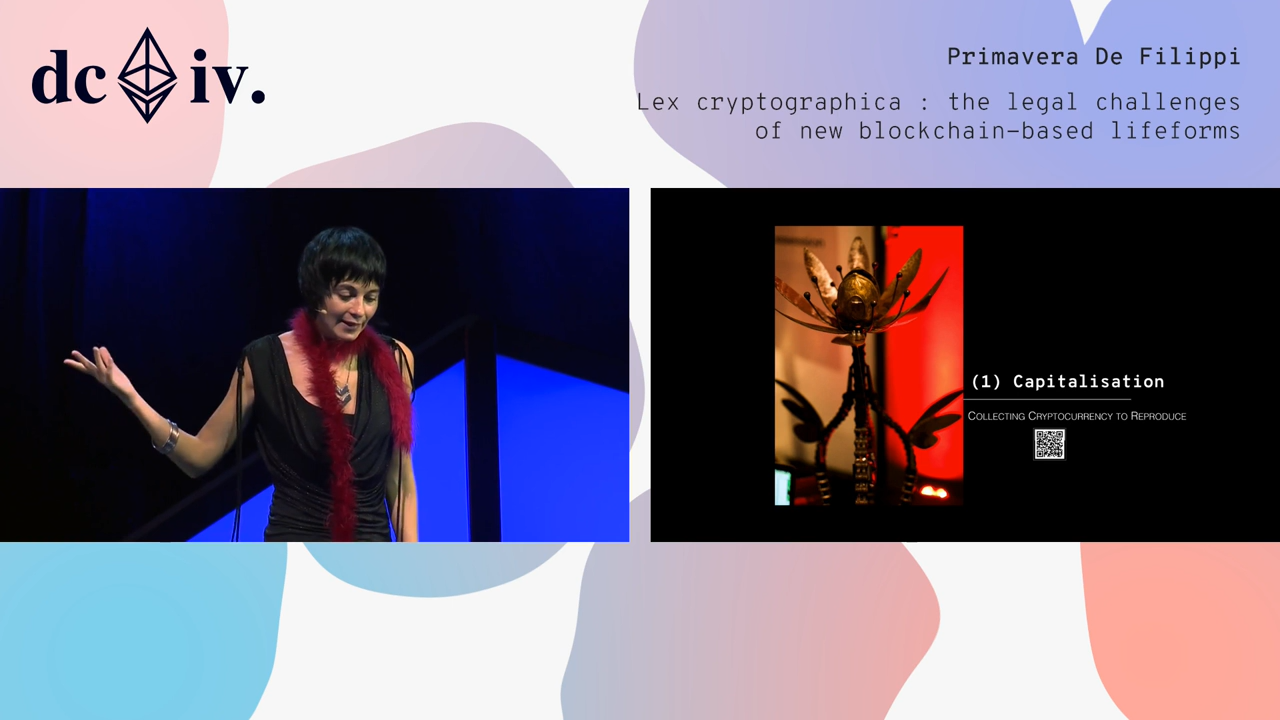 dc iv.
Primavera De Filippi
Lex cryptographica : the legal challenges
of new blockchain-based lifeforms
(1) Capitalisation
Collecting Cryptocurrency to Reproduce